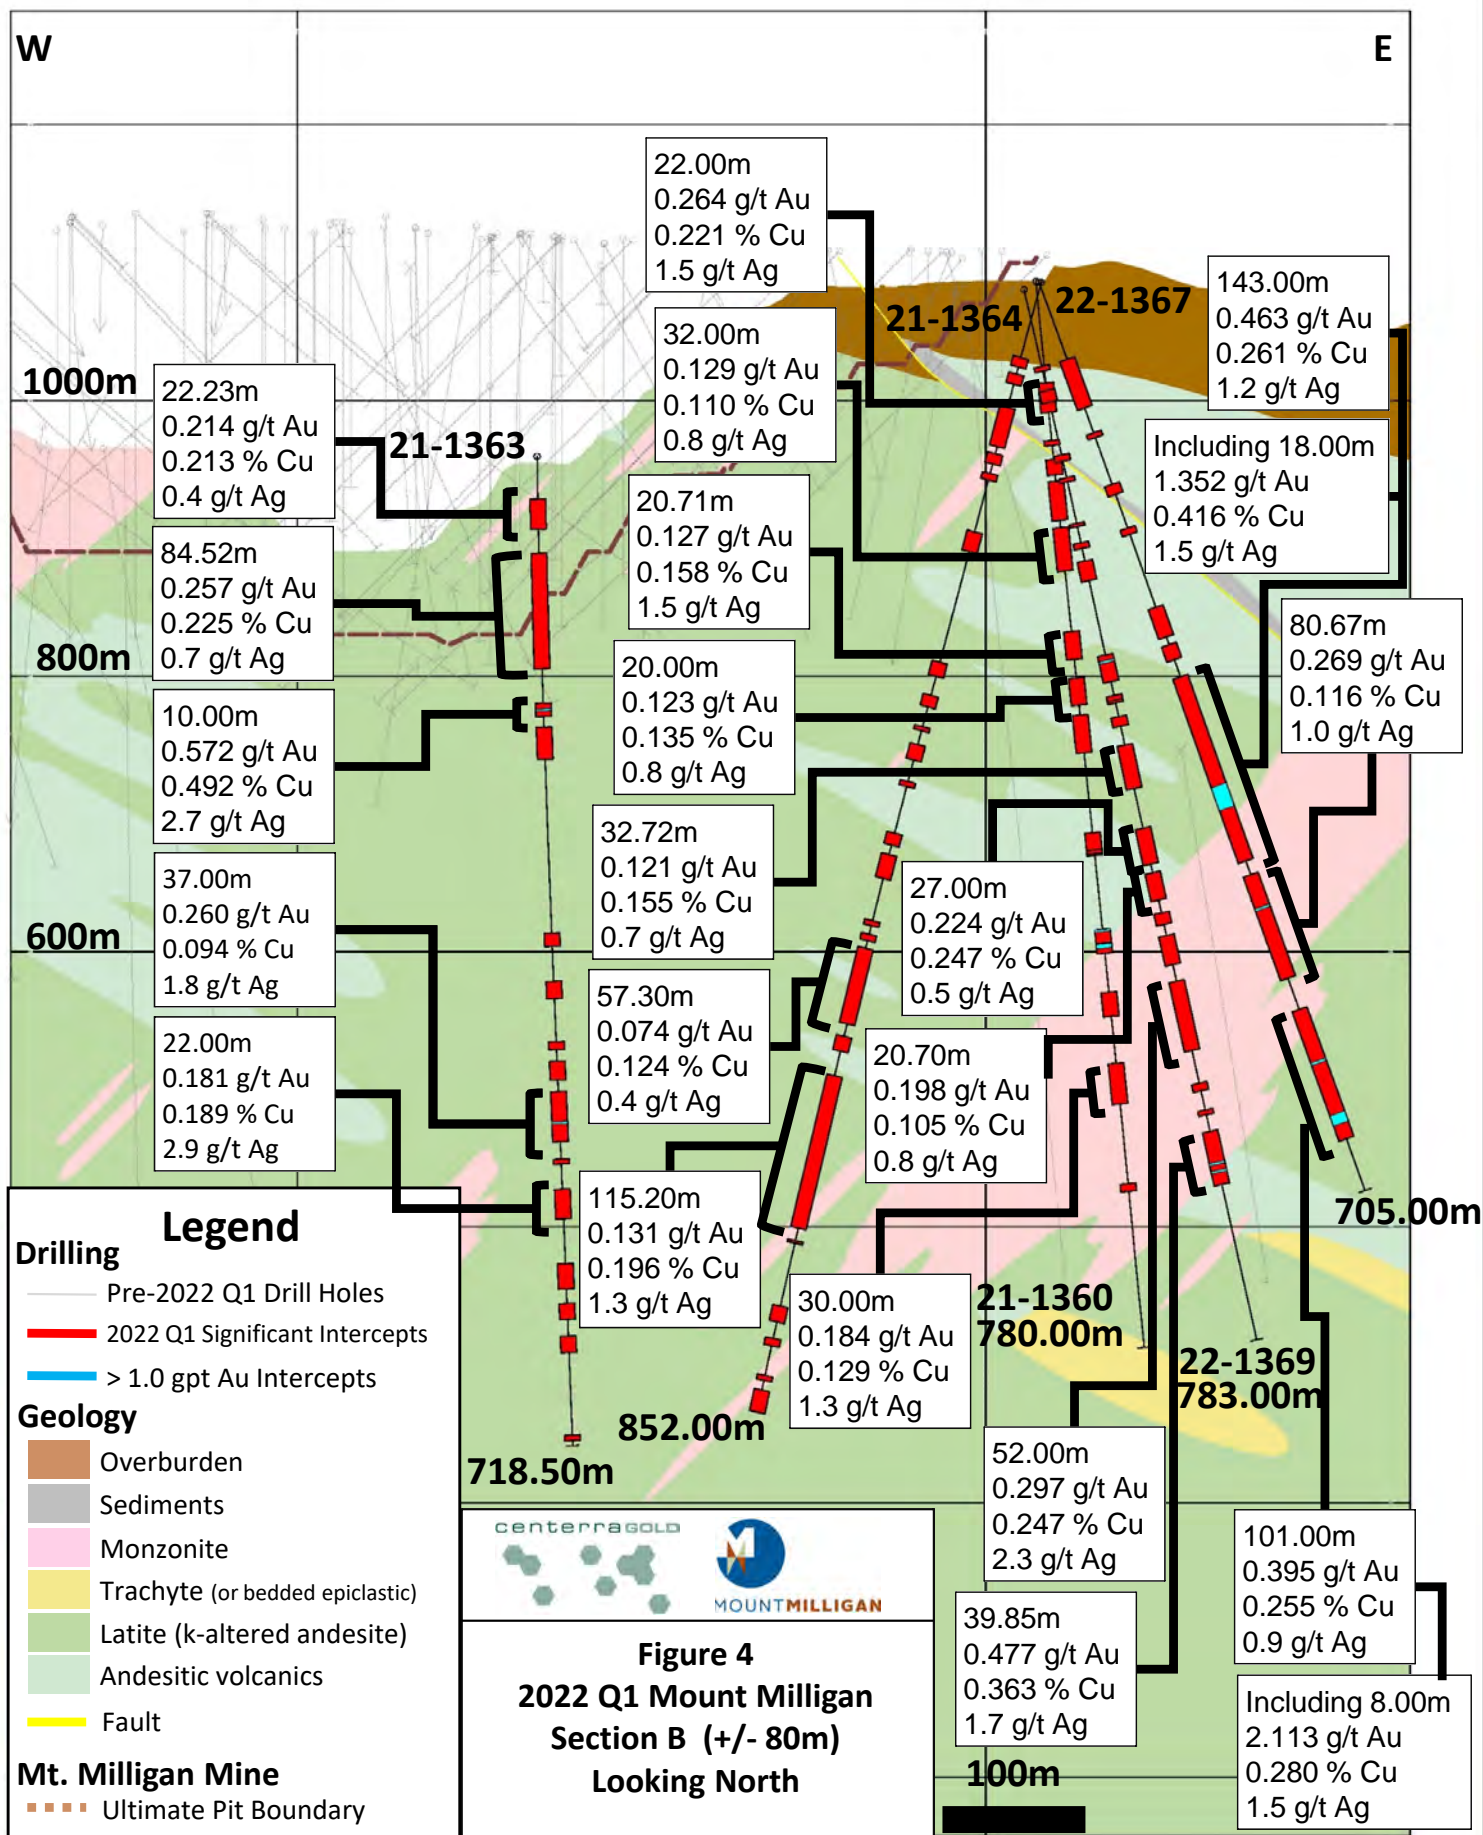 W
E
22.00m
0.264 g/t Au
0.221 % Cu
1.5 g/t Ag
21-1364
22-1367
143.00m
0.463 g/t Au
0.261 % Cu
1.2 g/t Ag
32.00m
0.129 g/t Au
0.110 % Cu
0.8 g/t Ag
1000m
22.23m
0.214 g/t Au
0.213 % Cu
0.4 g/t Ag
21-1363
Including 18.00m
1.352 g/t Au
0.416 % Cu
1.5 g/t Ag
20.71m
0.127 g/t Au
0.158 % Cu
1.5 g/t Ag
84.52m
0.257 g/t Au
0.225 % Cu
0.7 g/t Ag
80.67m
0.269 g/t Au
0.116 % Cu
1.0 g/t Ag
800m
20.00m
0.123 g/t Au
0.135 % Cu
0.8 g/t Ag
10.00m
0.572 g/t Au
0.492 % Cu
2.7 g/t Ag
32.72m
0.121 g/t Au
0.155 % Cu
0.7 g/t Ag
37.00m
0.260 g/t Au
0.094 % Cu
1.8 g/t Ag
27.00m
0.224 g/t Au
0.247 % Cu
0.5 g/t Ag
600m
57.30m
0.074 g/t Au
0.124 % Cu
0.4 g/t Ag
22.00m
0.181 g/t Au
0.189 % Cu
2.9 g/t Ag
20.70m
0.198 g/t Au
0.105 % Cu
0.8 g/t Ag
115.20m
0.131 g/t Au
0.196 % Cu
1.3 g/t Ag
705.00m
30.00m
0.184 g/t Au
0.129 % Cu
1.3 g/t Ag
21-1360
780.00m
22-1369
783.00m
852.00m
718.50m
52.00m
0.297 g/t Au
0.247 % Cu
2.3 g/t Ag
101.00m
0.395 g/t Au
0.255 % Cu
0.9 g/t Ag
39.85m
0.477 g/t Au
0.363 % Cu
1.7 g/t Ag
Including 8.00m
2.113 g/t Au
0.280 % Cu
1.5 g/t Ag
100m
Legend
Drilling
Pre-2022 Q1 Drill Holes
2022 Q1 Significant Intercepts
> 1.0 gpt Au Intercepts
Geology
Overburden
Sediments
Monzonite
Trachyte (or bedded epiclastic)
Latite (k-altered andesite)
Andesitic volcanics
Fault
Mt. Milligan Mine
Ultimate Pit Boundary
centerraGOLD
MOUNTMILLIGAN
Figure 4
2022 Q1 Mount Milligan
Section B (+/- 80m)
Looking North